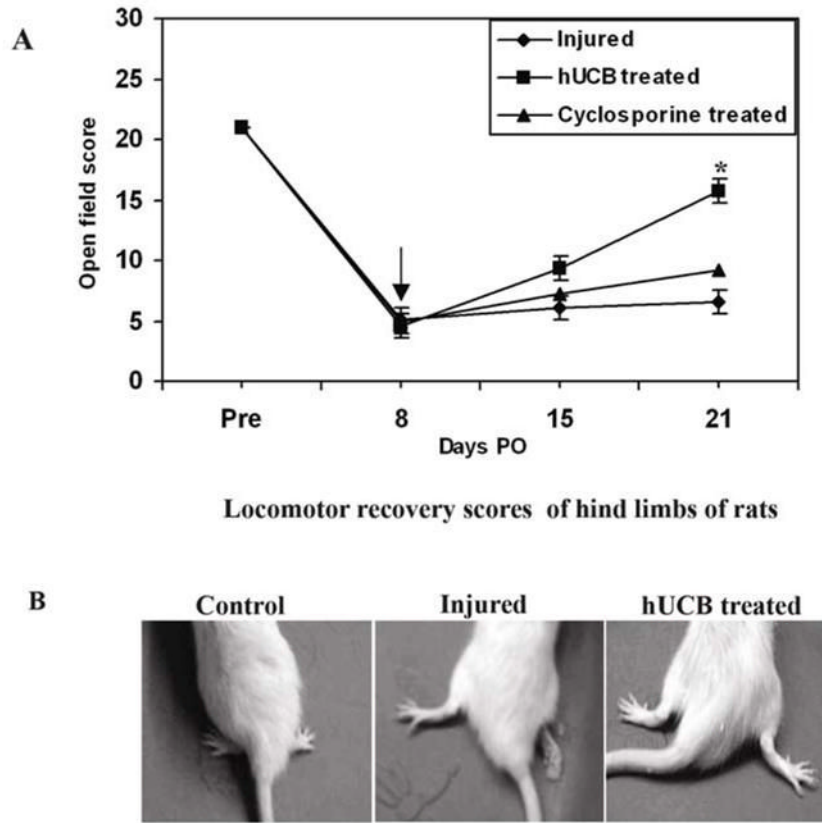 A
30
25
20
15
10
5
0
Open field score
Injured
hUCB treated
Cyclosporine treated
*
Pre 8 15 21
Days PO
Locomotor recovery scores of hind limbs of rats
B
Control Injured hUCB treated